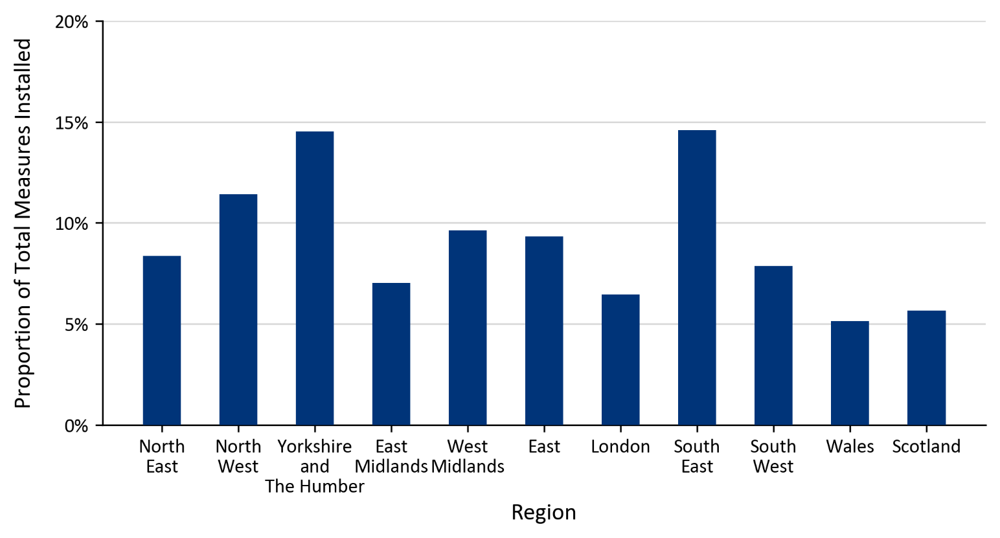 Proportion of Total Measures Installed
20%
15%
10%
5%
0%
North
East
North
West
Yorkshire
and
The Humber
East
Midlands
West
Midlands
East
London
South
East
South
West
Wales
Scotland
Region